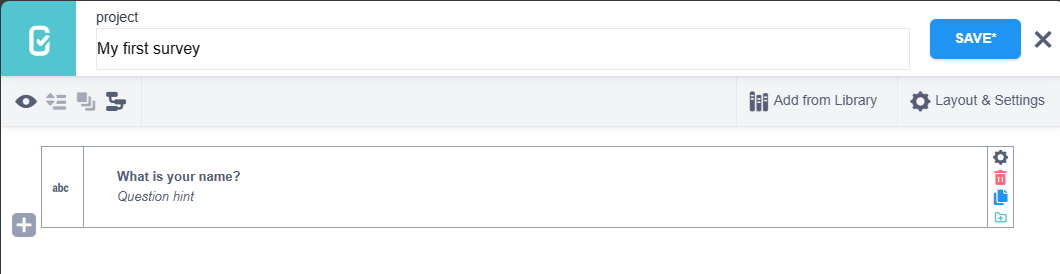 project
My first survey
SAVE*
Add from Library
Layout & Settings
abc
What is your name?
Question hint